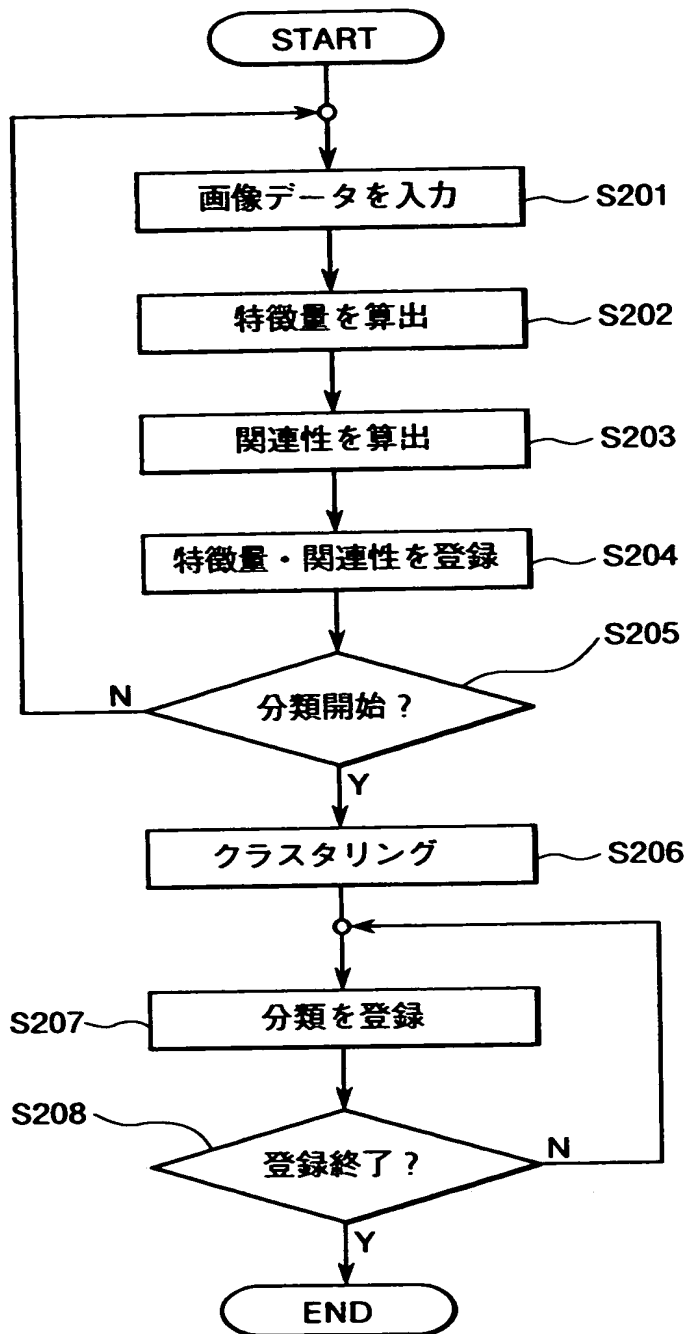 START
画像データを入力
S201
特徴量を算出
S202
関連性を算出
S203
特徴量・関連性を登録
S204
S205
分類開始？
N
Y
クラスタリング
S206
分類を登録
S207
S208
登録終了？
N
Y
END